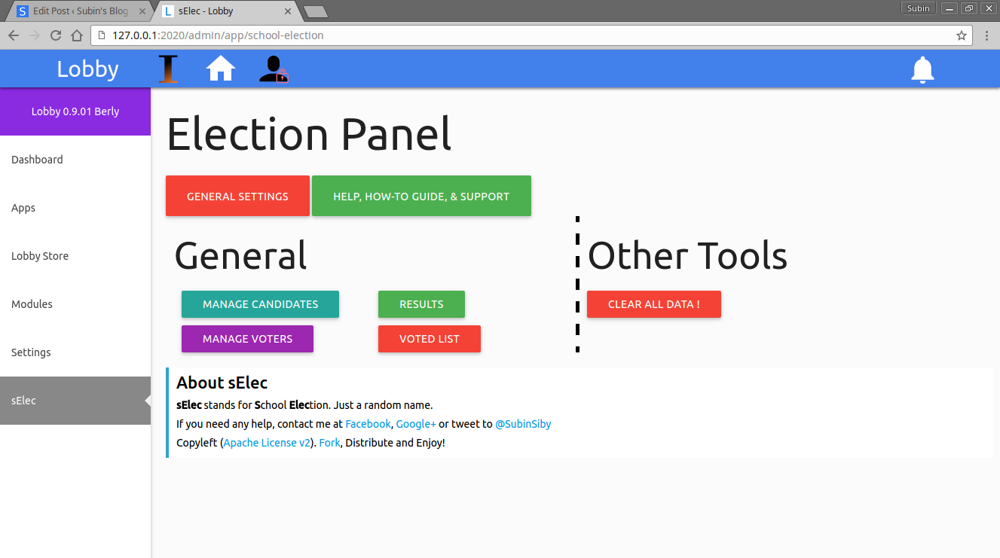 Edit Post ‹ Subin's Blog
sElec - Lobby
Subin
127.0.0.1:2020/admin/app/school-election
Lobby
Lobby 0.9.01 Berly
Dashboard
Apps
Lobby Store
Modules
Settings
sElec
Election Panel
GENERAL SETTINGS
HELP, HOW-TO GUIDE, & SUPPORT
General
MANAGE CANDIDATES
RESULTS
MANAGE VOTERS
VOTED LIST
Other Tools
CLEAR ALL DATA !
About sElec
sElec stands for School Election. Just a random name.
If you need any help, contact me at Facebook, Google+ or tweet to @SubinSiby
Copyleft (Apache License v2). Fork, Distribute and Enjoy!